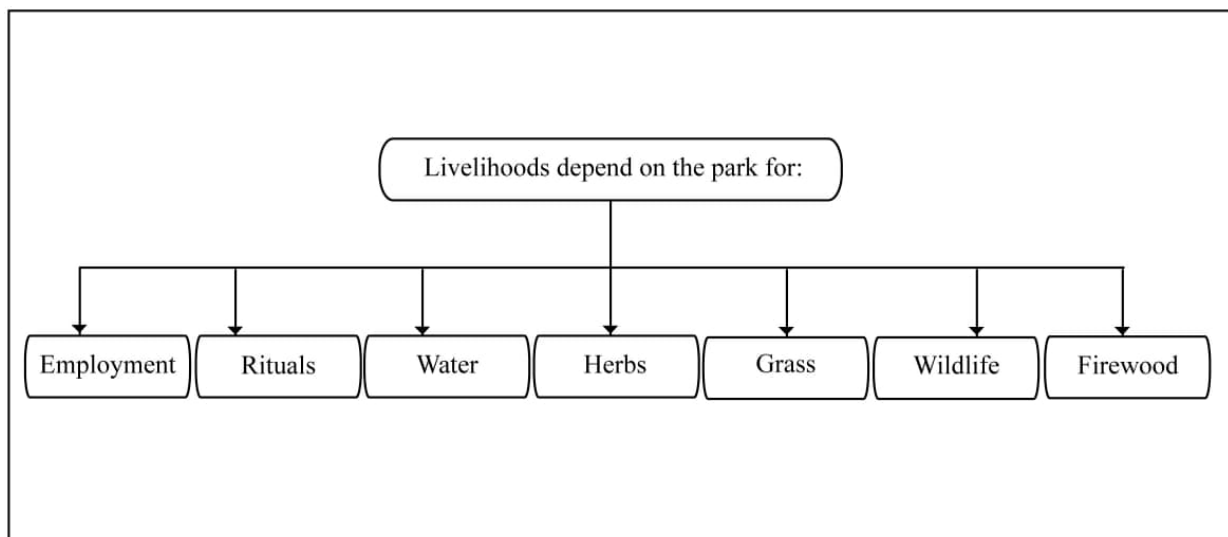 Livelihoods depend on the park for:
Employment
Rituals
Water
Herbs
Grass
Wildlife
Firewood